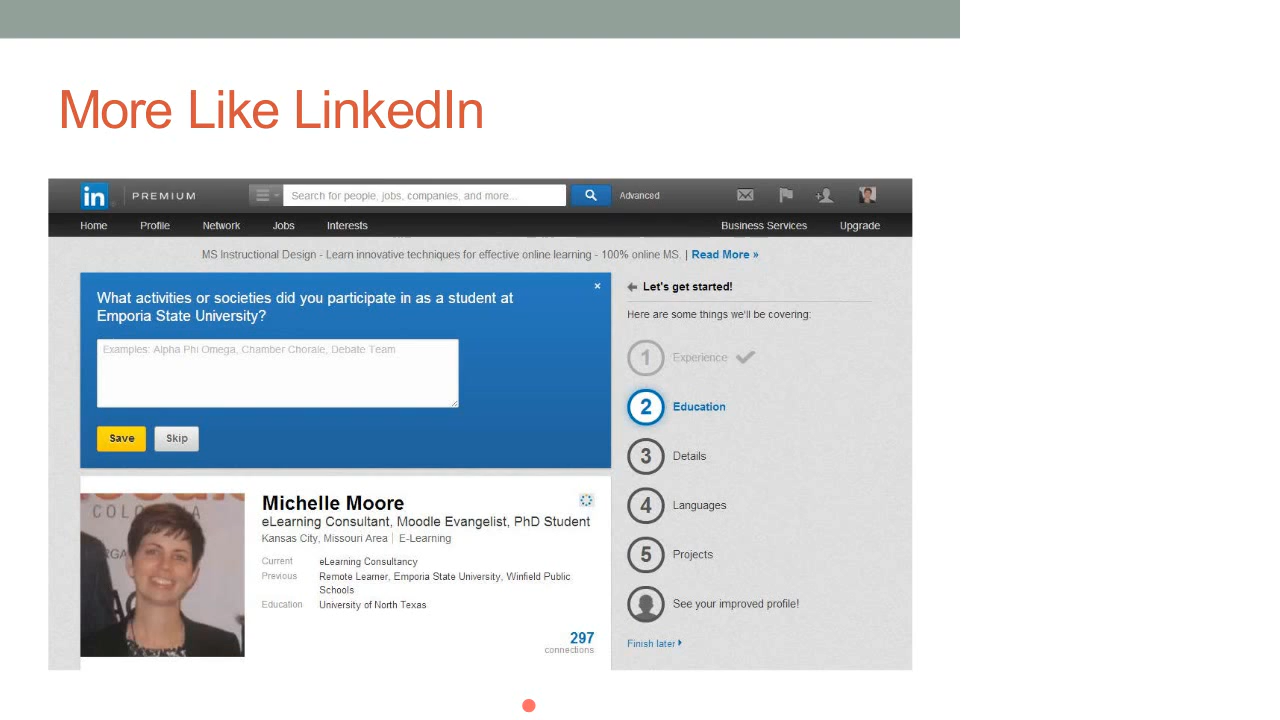 More Like LinkedIn
in PREMIUM Search for people, jobs, companies, and more... Advanced
Home Profile Network Jobs Interests Business Services Upgrade
MS Instructional Design - Learn innovative techniques for effective online learning - 100% online MS. | Read More »
What activities or societies did you participate in as a student at
Emporia State University?
Examples: Alpha Phi Omega, Chamber Chorale, Debate Team
Save Skip
Let's get started!
Here are some things we'll be covering:
1 Experience
2 Education
3 Details
4 Languages
5 Projects
See your improved profile!
Finish later
COLO A
RGA
Michelle Moore
eLearning Consultant, Moodle Evangelist, PhD Student
Kansas City, Missouri Area | E-Learning
Current eLearning Consultancy
Previous Remote Learner, Emporia State University, Winfield Public
Schools
Education University of North Texas
297
connections